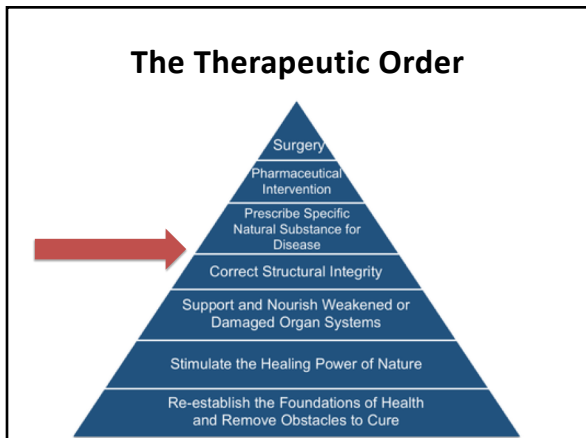 The Therapeutic Order
Surgery
Pharmaceutical
Intervention
Prescribe Specific
Natural Substance for
Disease
Correct Structural Integrity
Support and Nourish Weakened or
Damaged Organ Systems
Stimulate the Healing Power of Nature
Re-establish the Foundations of Health
and Remove Obstacles to Cure